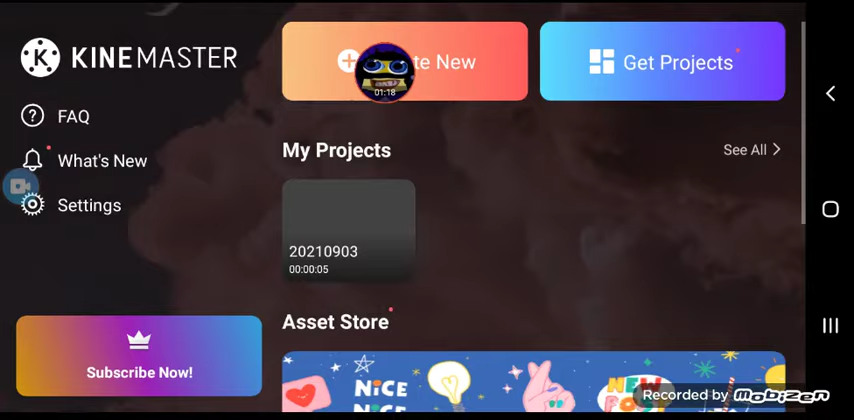 KINEMASTER
FAQ
What's New
Settings
Subscribe Now!
te New
01:18
Get Projects
My Projects
See All
20210903
00:00:05
Asset Store
NiCE
NEW
Recorded by Mobizen